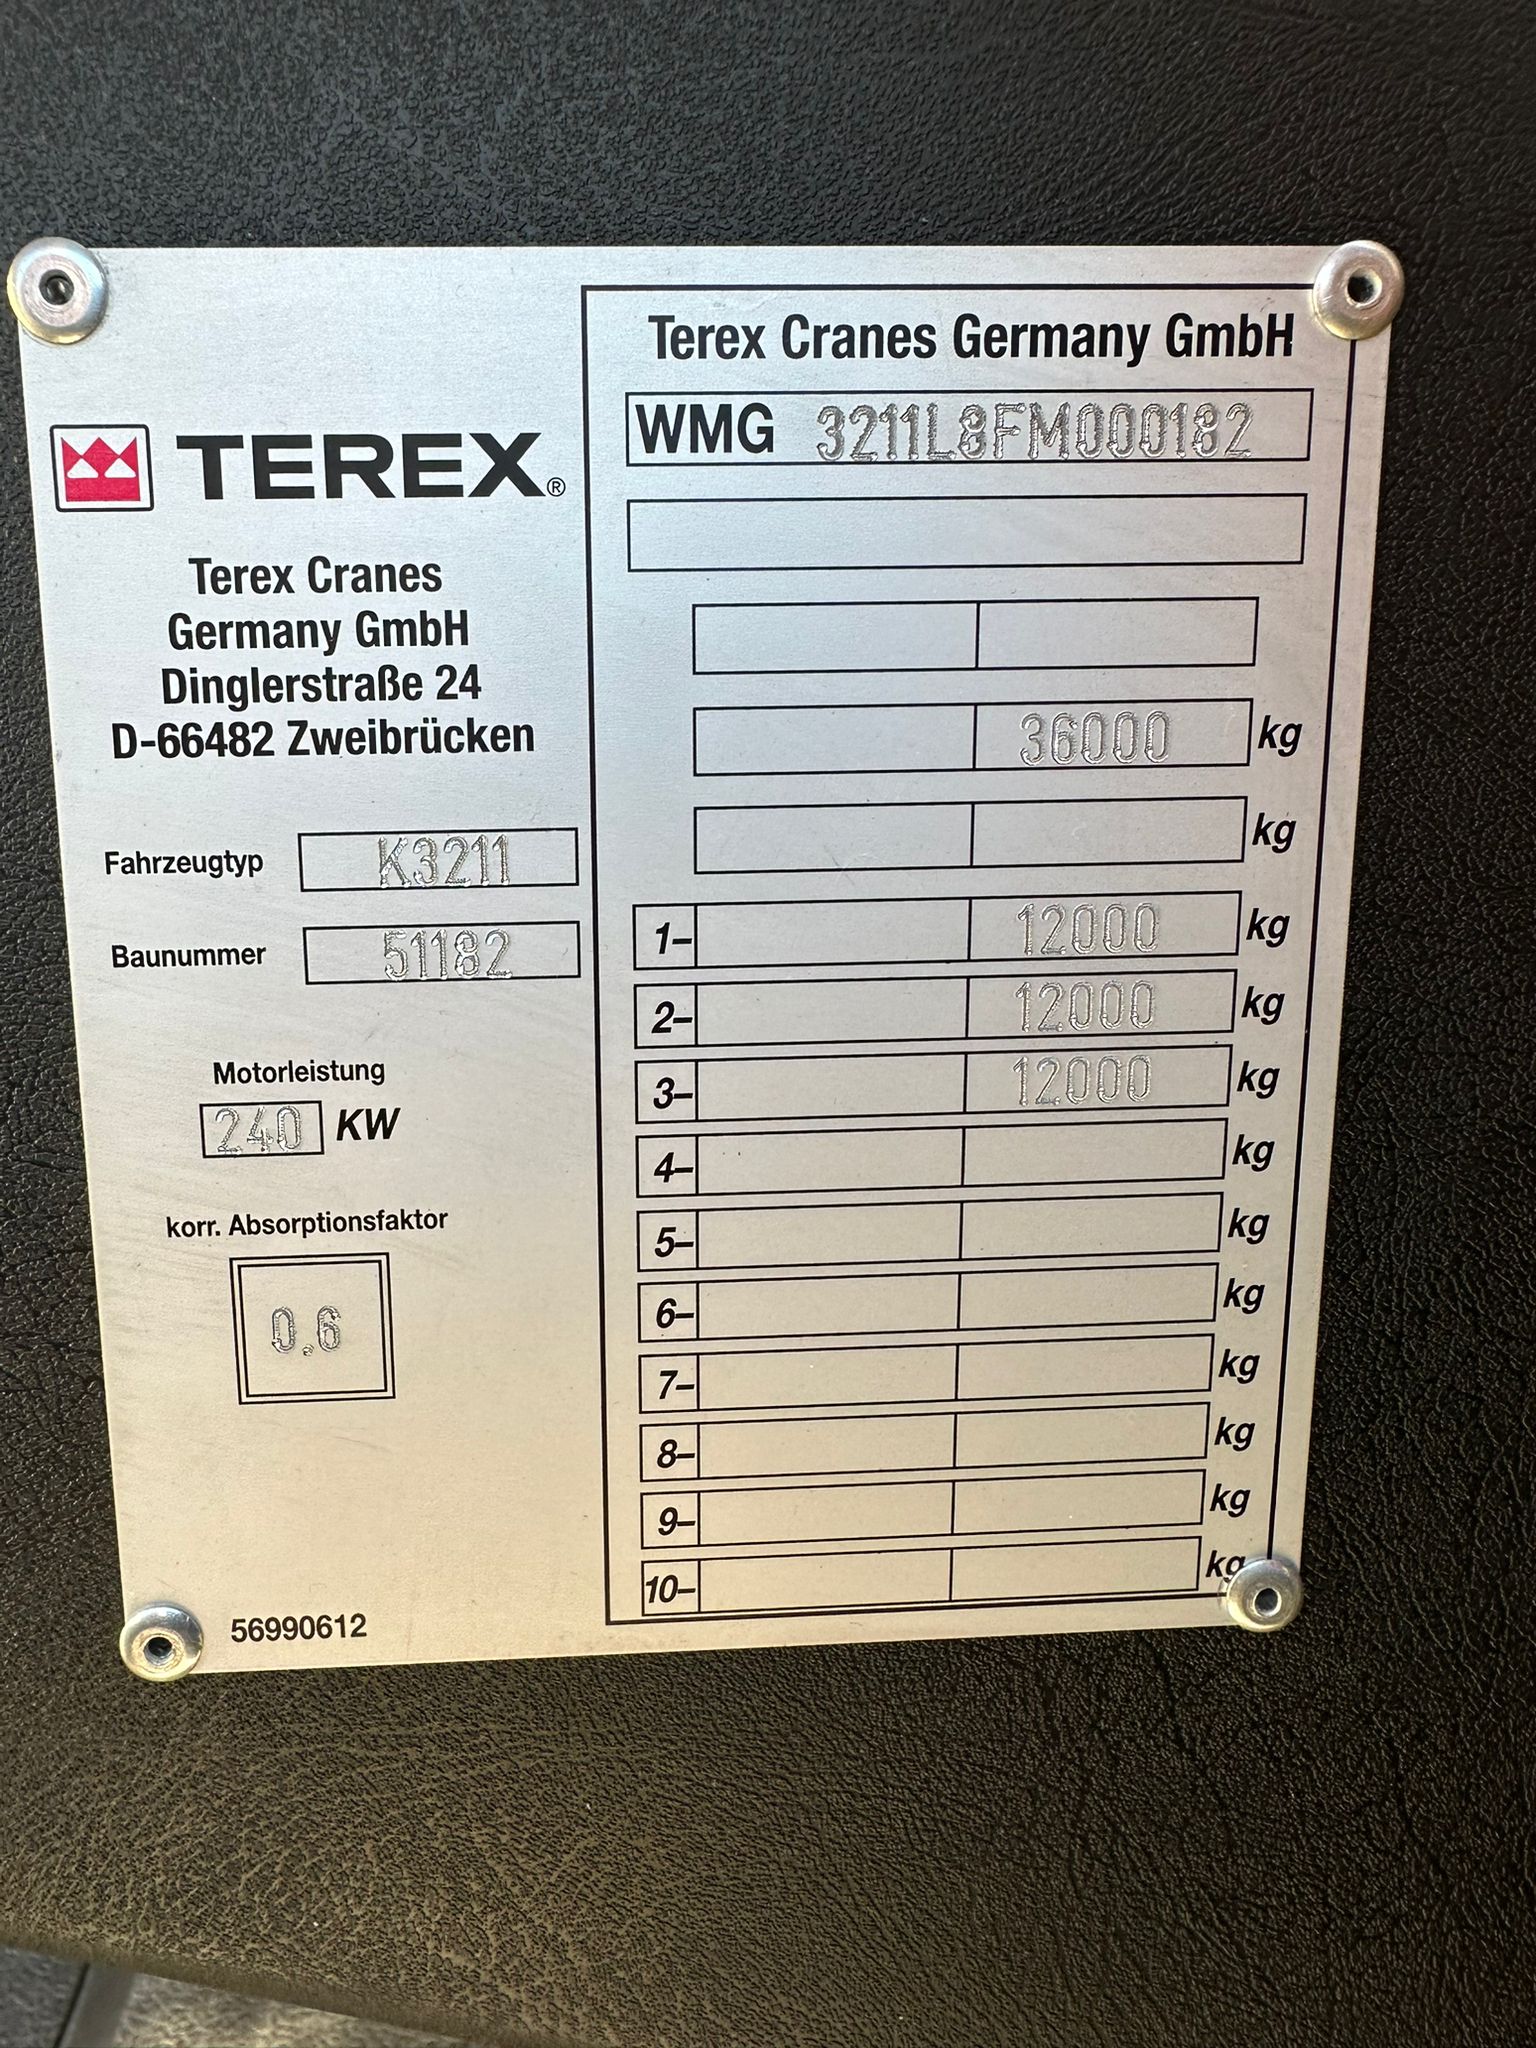 TEREX®
Terex Cranes
Germany GmbH
Dinglerstraße 24
D-66482 Zweibrücken
Fahrzeugtyp K3211
Baunummer 51182
Motorleistung
240 KW
korr. Absorptionsfaktor
0.6
56990612
Terex Cranes Germany GmbH
WMG 3211L8FM000182
36000 kg
kg
1- 12000 kg
2- 12000 kg
3- 12000 kg
4- kg
5- kg
6- kg
7- kg
8- kg
9- kg
10- kg